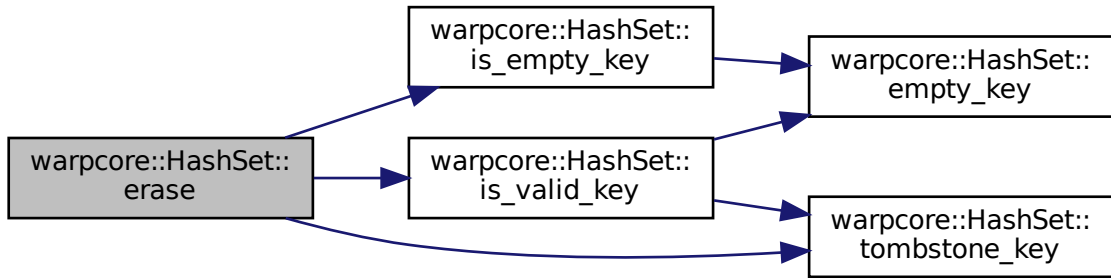 warpcore::HashSet::
erase
warpcore::HashSet::
is_empty_key
warpcore::HashSet::
is_valid_key
warpcore::HashSet::
empty_key
warpcore::HashSet::
tombstone_key